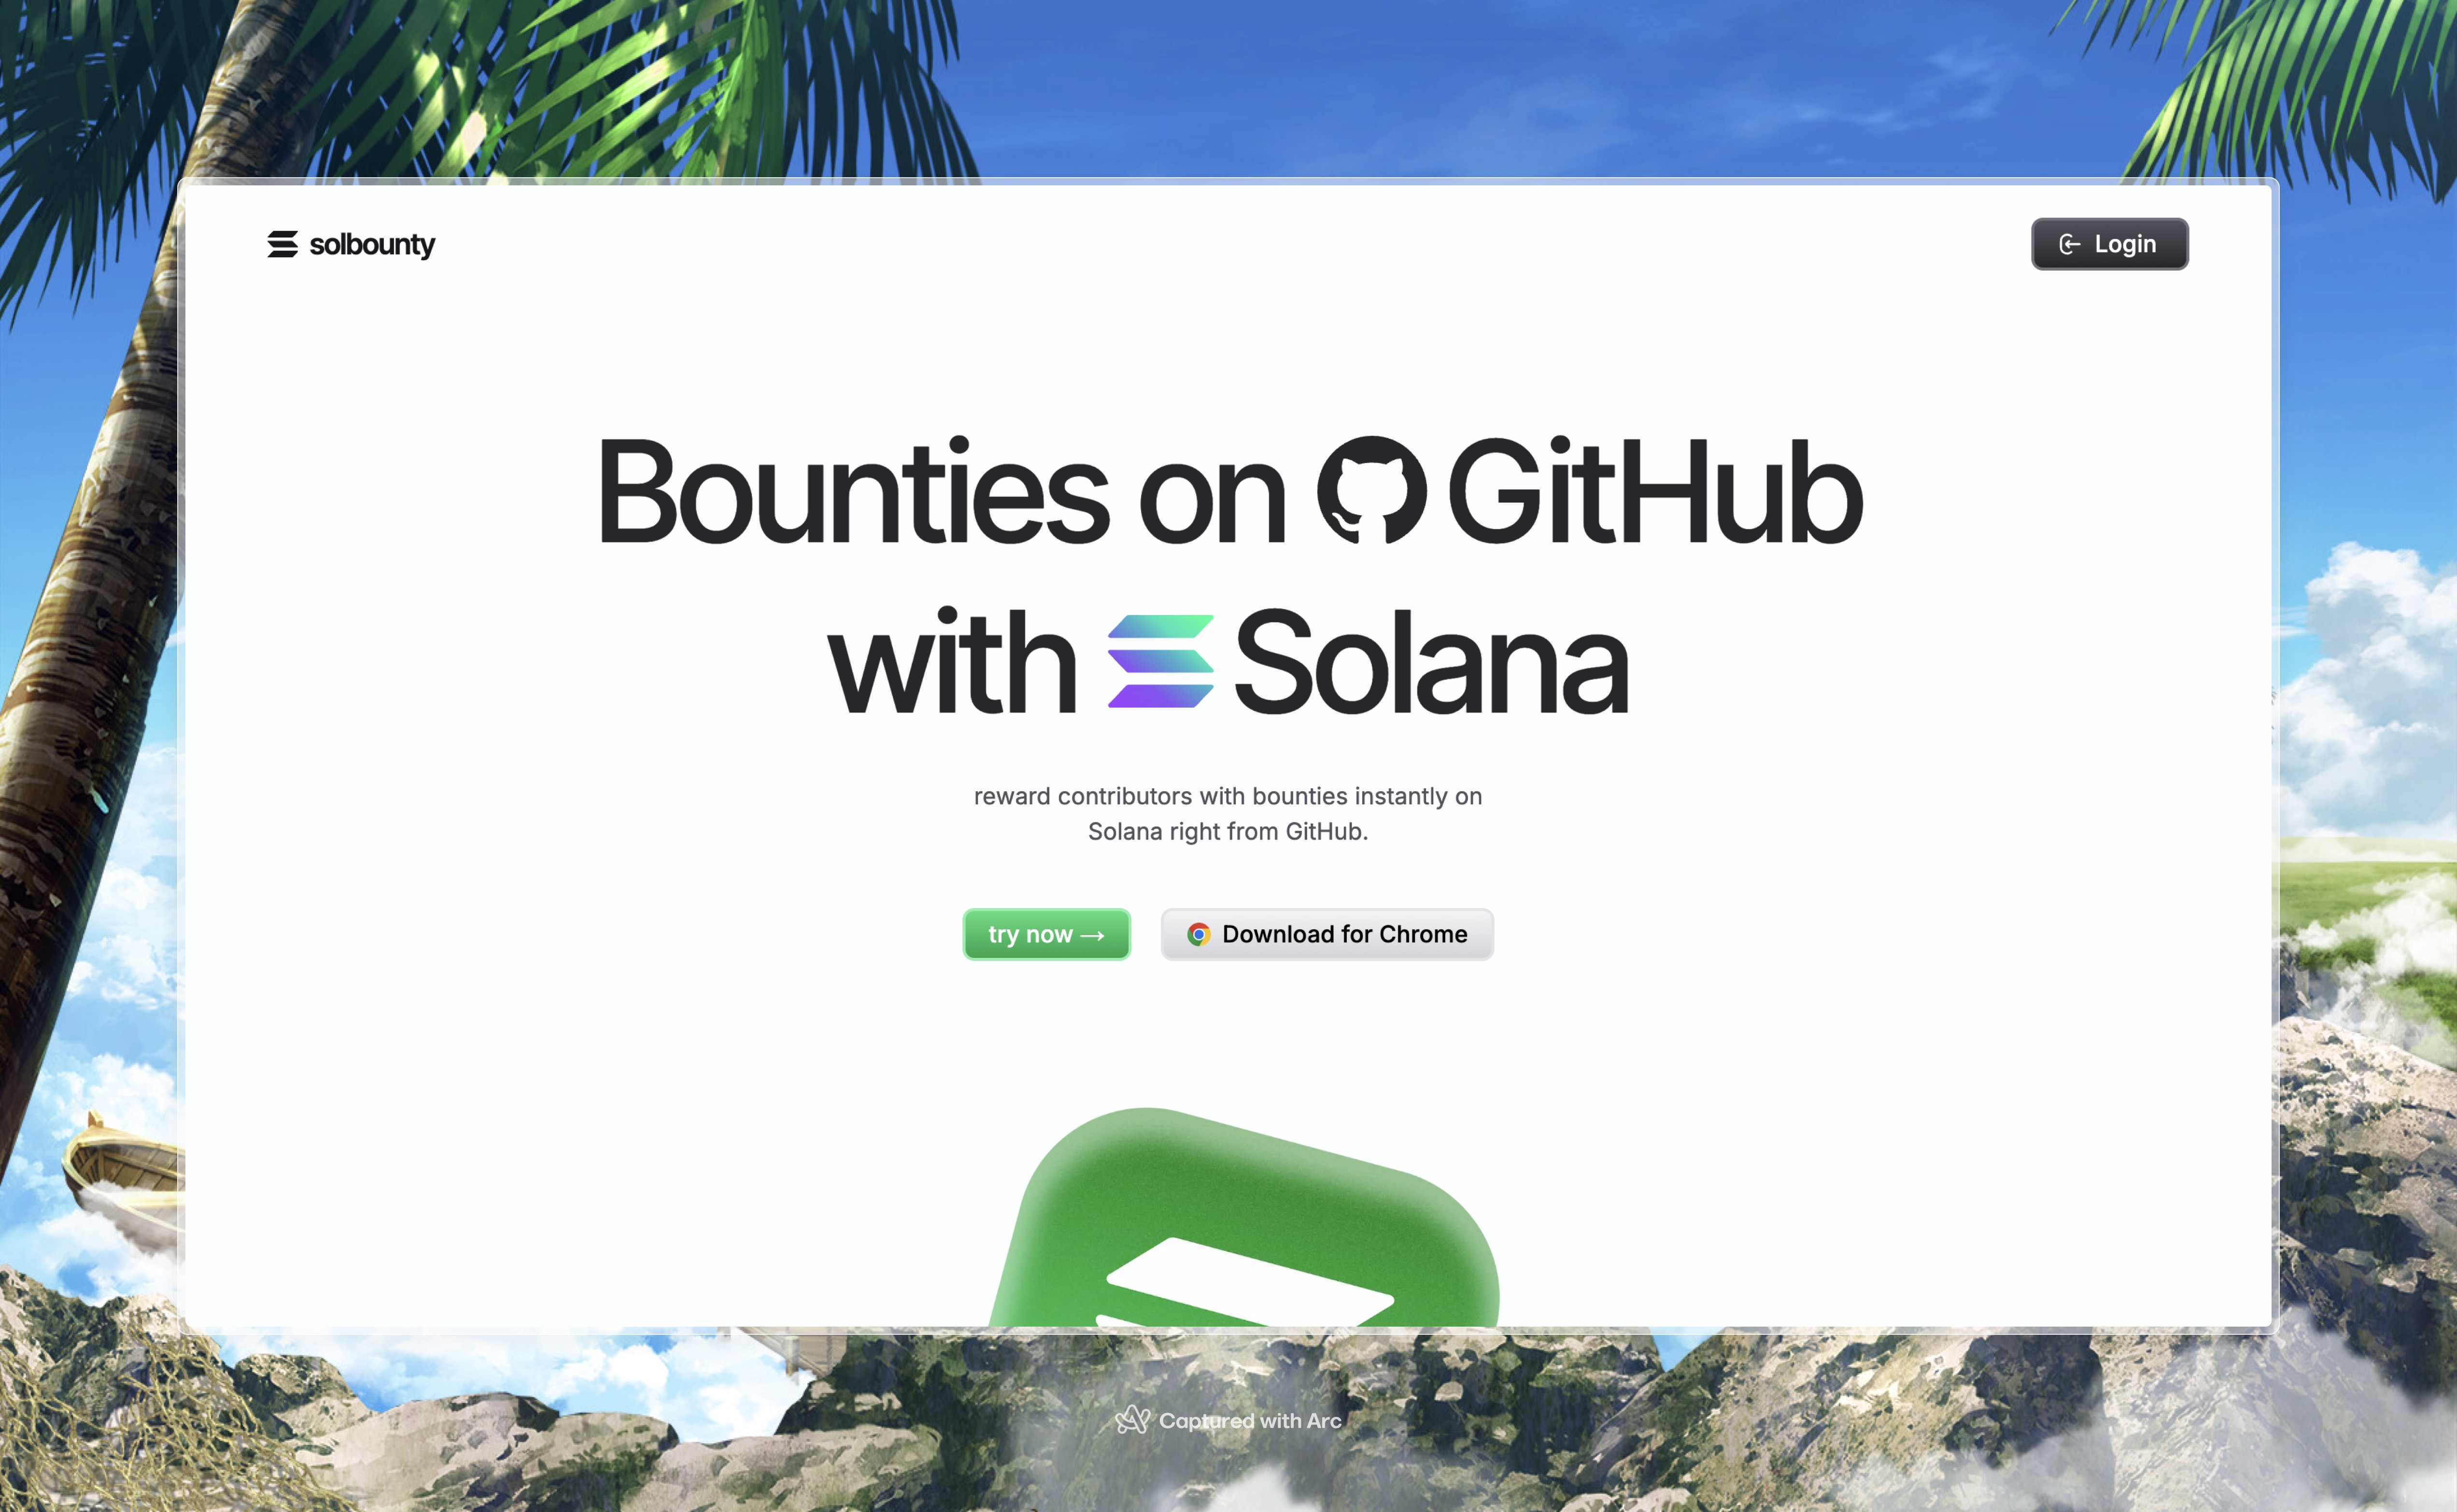 solbounty
Login
Bounties on GitHub
with Solana
reward contributors with bounties instantly on
Solana right from GitHub.
try now →
Download for Chrome
Captured with Arc